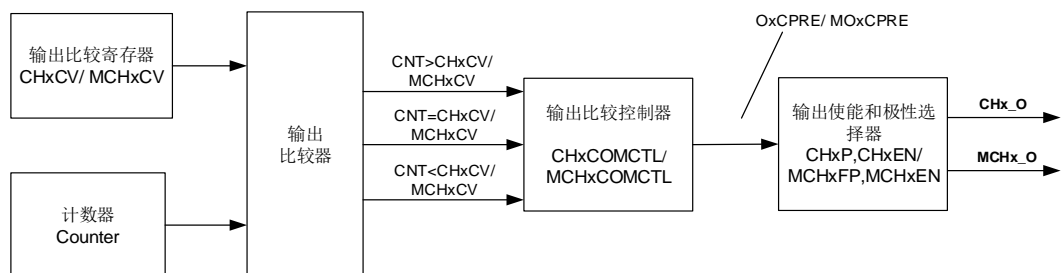 输出比较寄存器
CHxCV/ MCHxCV
计数器
Counter
输出
比较器
CNT>CHxCV/
MCHxCV
CNT=CHxCV/
MCHxCV
CNT<CHxCV/
MCHxCV
输出比较控制器
CHxCOMCTL/
MCHxCOMCTL
OxCPRE/ MOxCPRE
输出使能和极性选
择器
CHxP,CHxEN/
MCHxFP,MCHxEN
CHx_O
MCHx_O